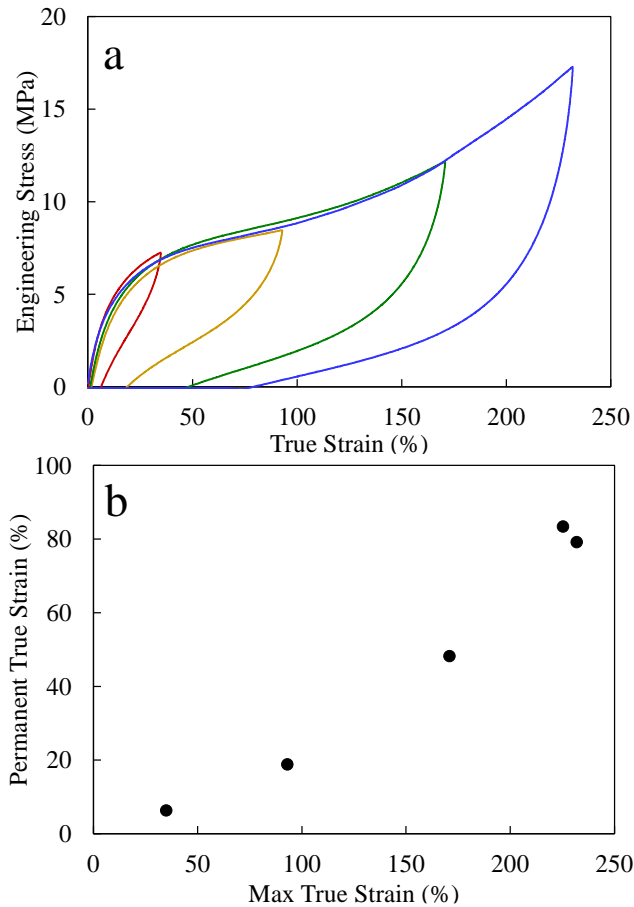 a
Engineering Stress (MPa)
20
15
10
5
0
0 50 100 150 200 250
True Strain (%)
b
Permanent True Strain (%)
100
80
60
40
20
0
0 50 100 150 200 250
Max True Strain (%)